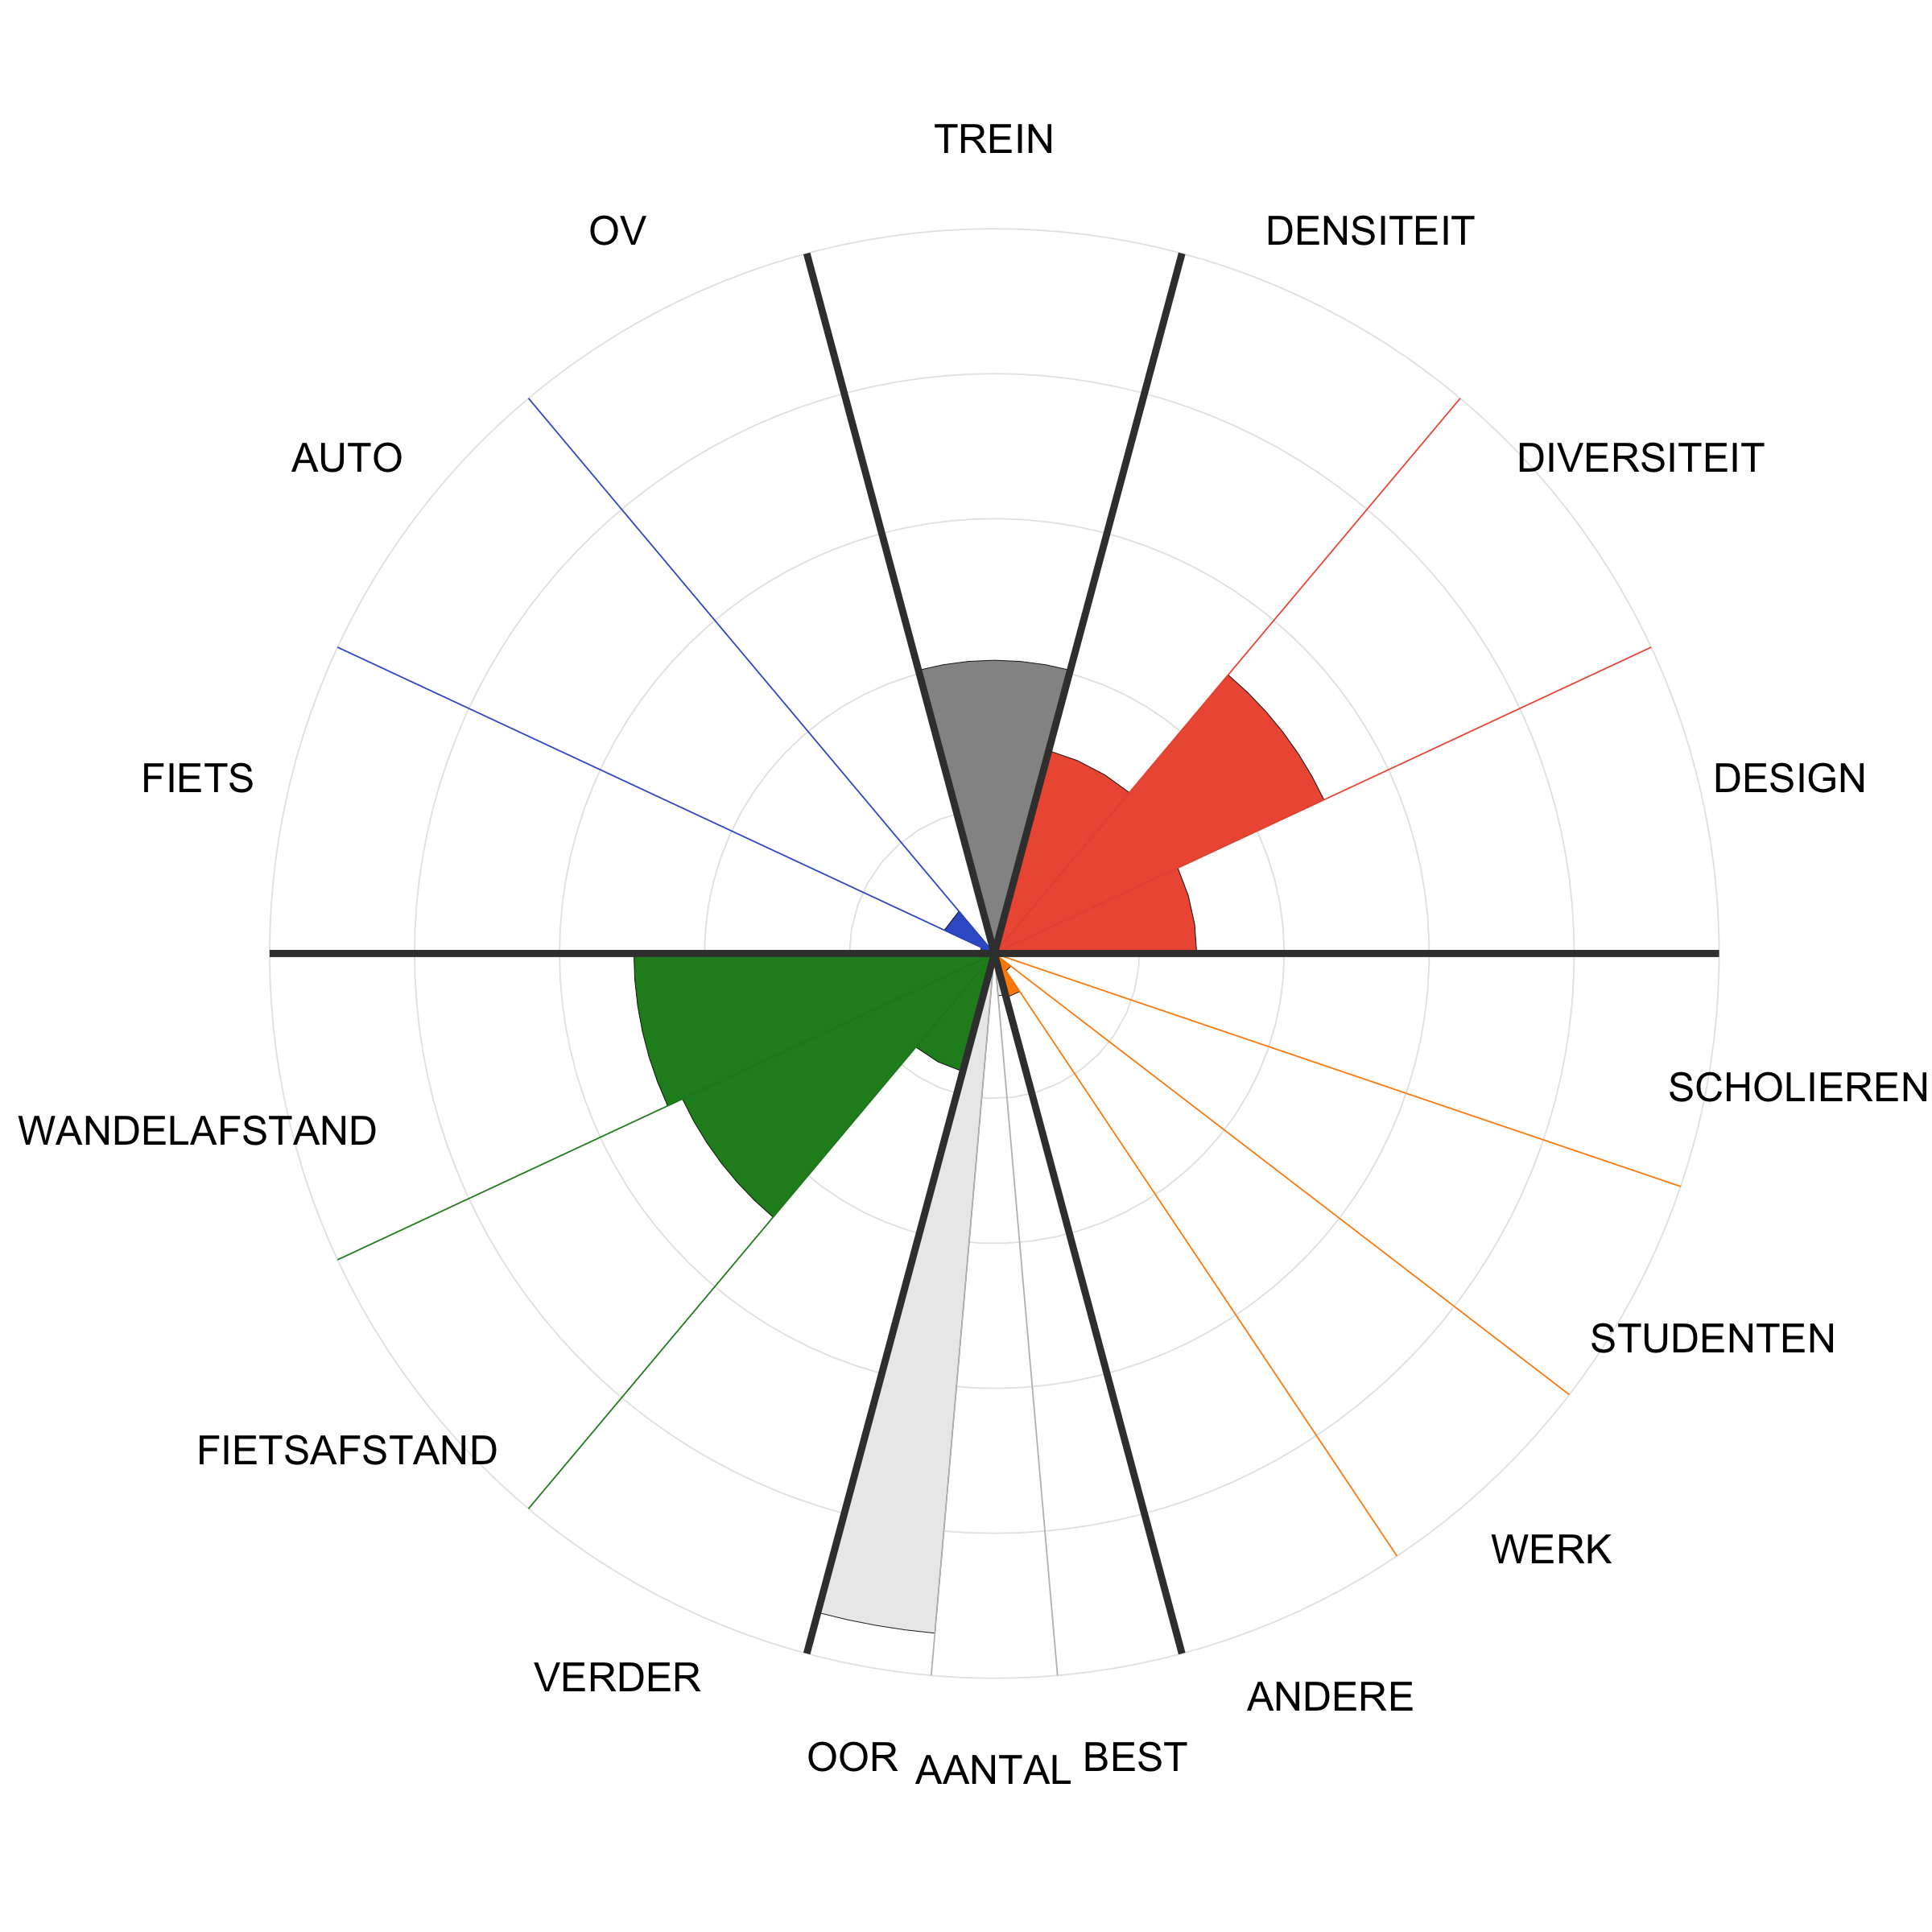 TREIN
OV
DENSITEIT
AUTO
DIVERSITEIT
FIETS
DESIGN
SCHOLIEREN
WANDELAFSTAND
STUDENTEN
FIETSAFSTAND
WERK
VERDER
ANDERE
OOR
AANTAL
BEST